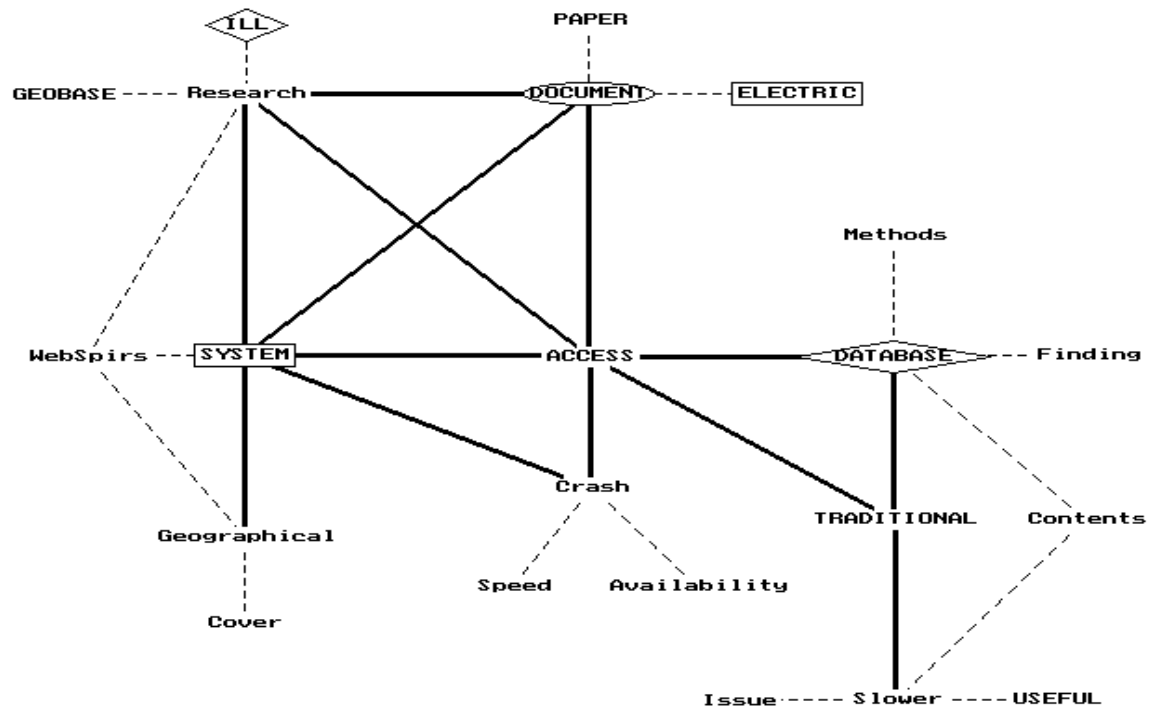 ILL
PAPER
GEOBASE
Research
DOCUMENT
ELECTRIC
Methods
WebSpirs
SYSTEM
ACCESS
DATABASE
Finding
Crash
TRADITIONAL
Contents
Geographical
Speed
Availability
Cover
Issue
Slower
USEFUL